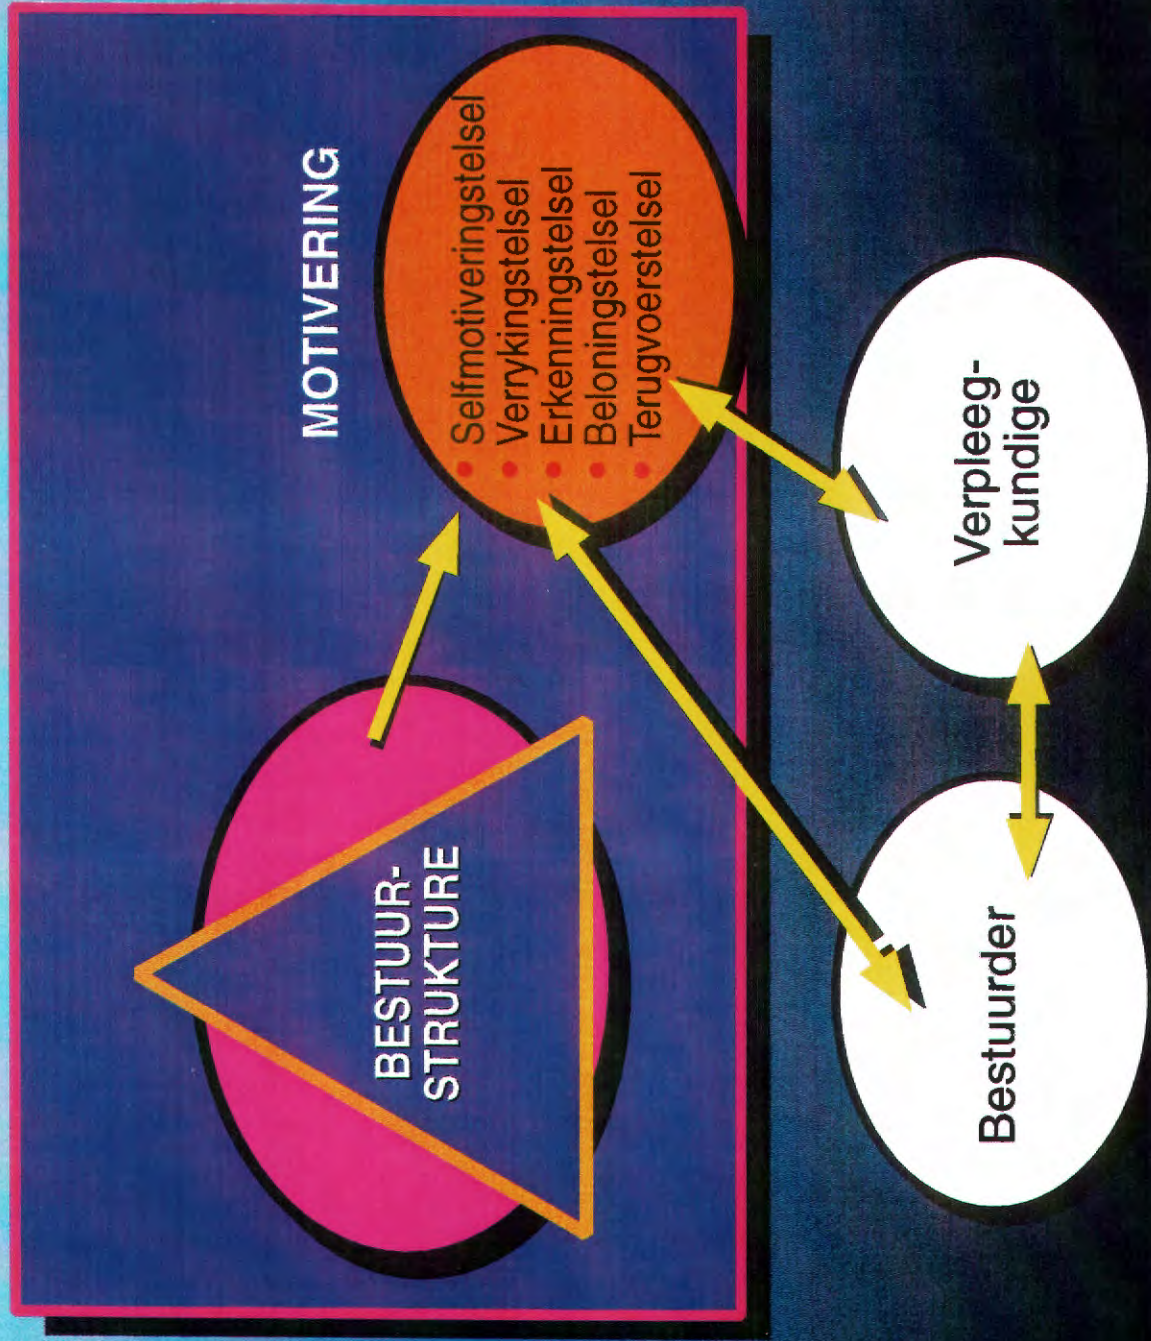 MOTIVERING
BESTUUR-
STRUKTURE
• Selfmotiveringstelsel
• Verrykingstelsel
• Erkenningstelsel
• Beloningstelsel
• Terugvoerstelsel
Bestuurder
Verpleeg-
kundige